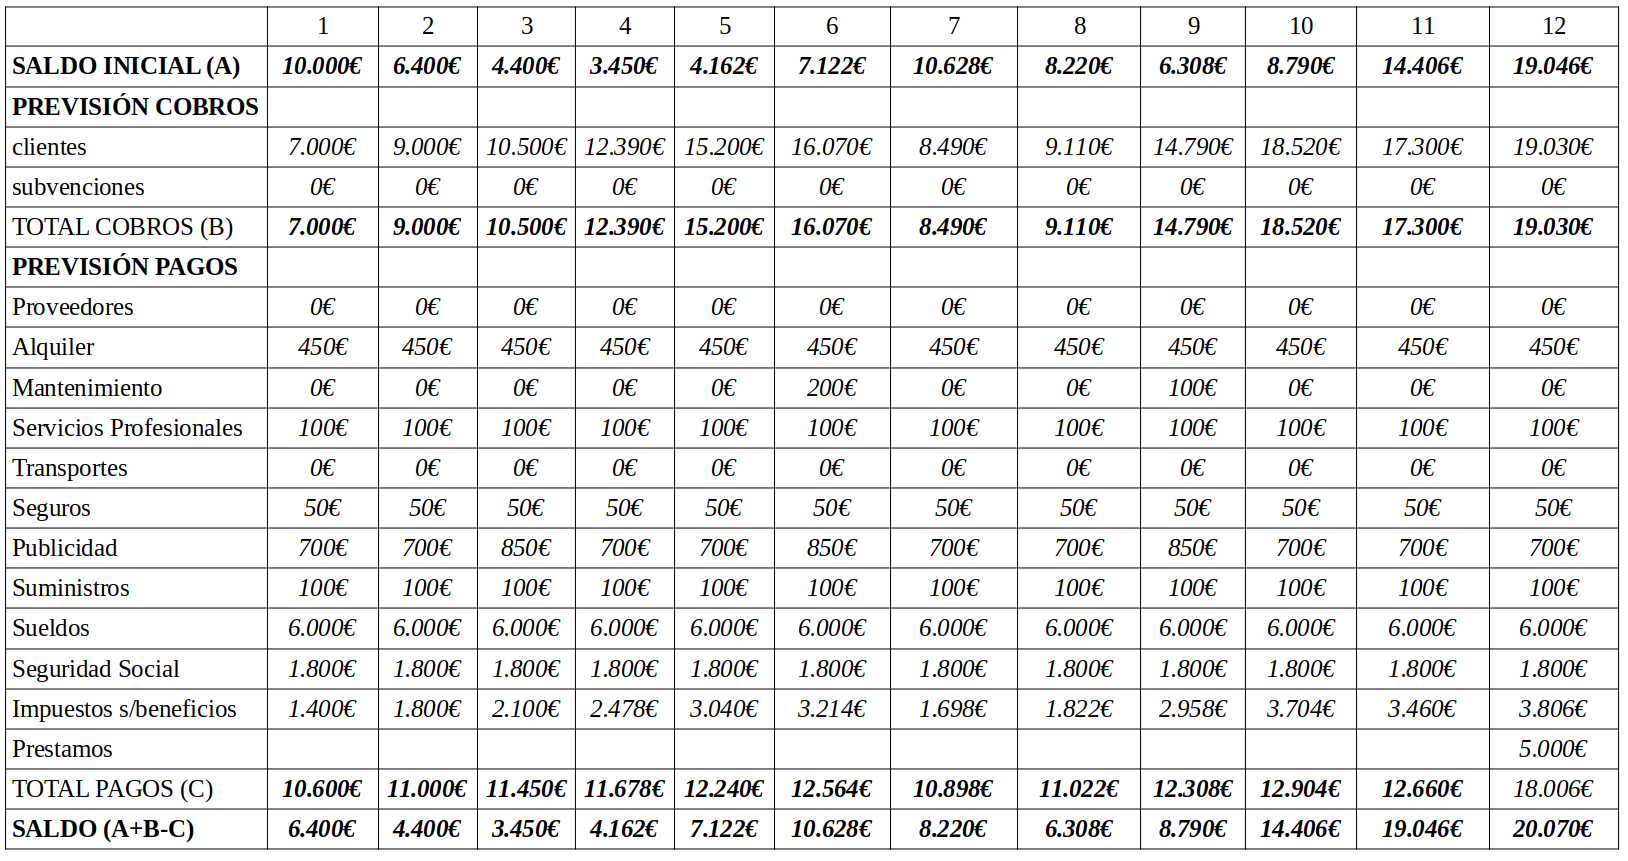 1 2 3 4 5 6 7 8 9 10 11 12
SALDO INICIAL (A) 10.000€ 6.400€ 4.400€ 3.450€ 4.162€ 7.122€ 10.628€ 8.220€ 6.308€ 8.790€ 14.406€ 19.046€
PREVISIÓN COBROS
clientes 7.000€ 9.000€ 10.500€ 12.390€ 15.200€ 16.070€ 8.490€ 9.110€ 14.790€ 18.520€ 17.300€ 19.030€
subvenciones 0€ 0€ 0€ 0€ 0€ 0€ 0€ 0€ 0€ 0€ 0€ 0€
TOTAL COBROS (B) 7.000€ 9.000€ 10.500€ 12.390€ 15.200€ 16.070€ 8.490€ 9.110€ 14.790€ 18.520€ 17.300€ 19.030€
PREVISIÓN PAGOS
Proveedores 0€ 0€ 0€ 0€ 0€ 0€ 0€ 0€ 0€ 0€ 0€ 0€
Alquiler 450€ 450€ 450€ 450€ 450€ 450€ 450€ 450€ 450€ 450€ 450€ 450€
Mantenimiento 0€ 0€ 0€ 0€ 0€ 200€ 0€ 0€ 100€ 0€ 0€ 0€
Servicios Profesionales 100€ 100€ 100€ 100€ 100€ 100€ 100€ 100€ 100€ 100€ 100€ 100€
Transportes 0€ 0€ 0€ 0€ 0€ 0€ 0€ 0€ 0€ 0€ 0€ 0€
Seguros 50€ 50€ 50€ 50€ 50€ 50€ 50€ 50€ 50€ 50€ 50€ 50€
Publicidad 700€ 700€ 850€ 700€ 700€ 850€ 700€ 700€ 850€ 700€ 700€ 700€
Suministros 100€ 100€ 100€ 100€ 100€ 100€ 100€ 100€ 100€ 100€ 100€ 100€
Sueldos 6.000€ 6.000€ 6.000€ 6.000€ 6.000€ 6.000€ 6.000€ 6.000€ 6.000€ 6.000€ 6.000€ 6.000€
Seguridad Social 1.800€ 1.800€ 1.800€ 1.800€ 1.800€ 1.800€ 1.800€ 1.800€ 1.800€ 1.800€ 1.800€ 1.800€
Impuestos s/beneficios 1.400€ 1.800€ 2.100€ 2.478€ 3.040€ 3.214€ 1.698€ 1.822€ 2.958€ 3.704€ 3.460€ 3.806€
Prestamos 5.000€
TOTAL PAGOS (C) 10.600€ 11.000€ 11.450€ 11.678€ 12.240€ 12.564€ 10.898€ 11.022€ 12.308€ 12.904€ 12.660€ 18.006€
SALDO (A+B-C) 6.400€ 4.400€ 3.450€ 4.162€ 7.122€ 10.628€ 8.220€ 6.308€ 8.790€ 14.406€ 19.046€ 20.070€